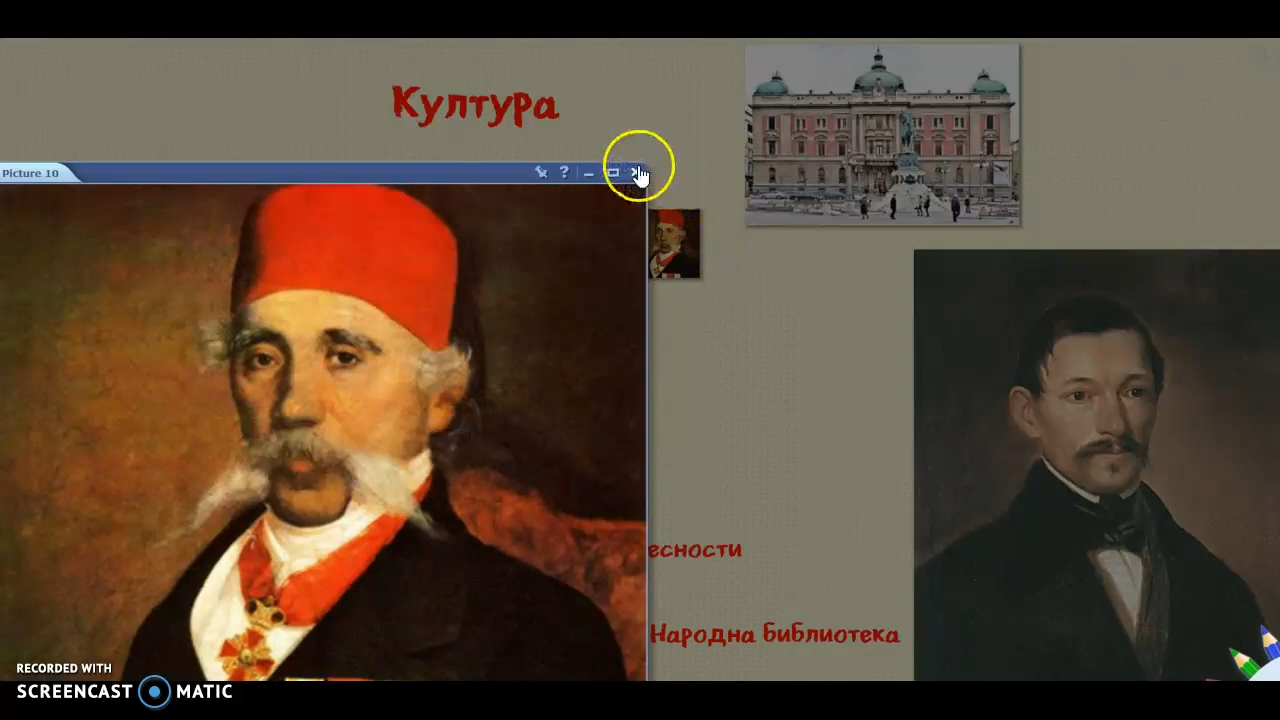 Култура
Picture 10
есности
Народна библиотека
RECORDED WITH
SCREENCAST MATIC